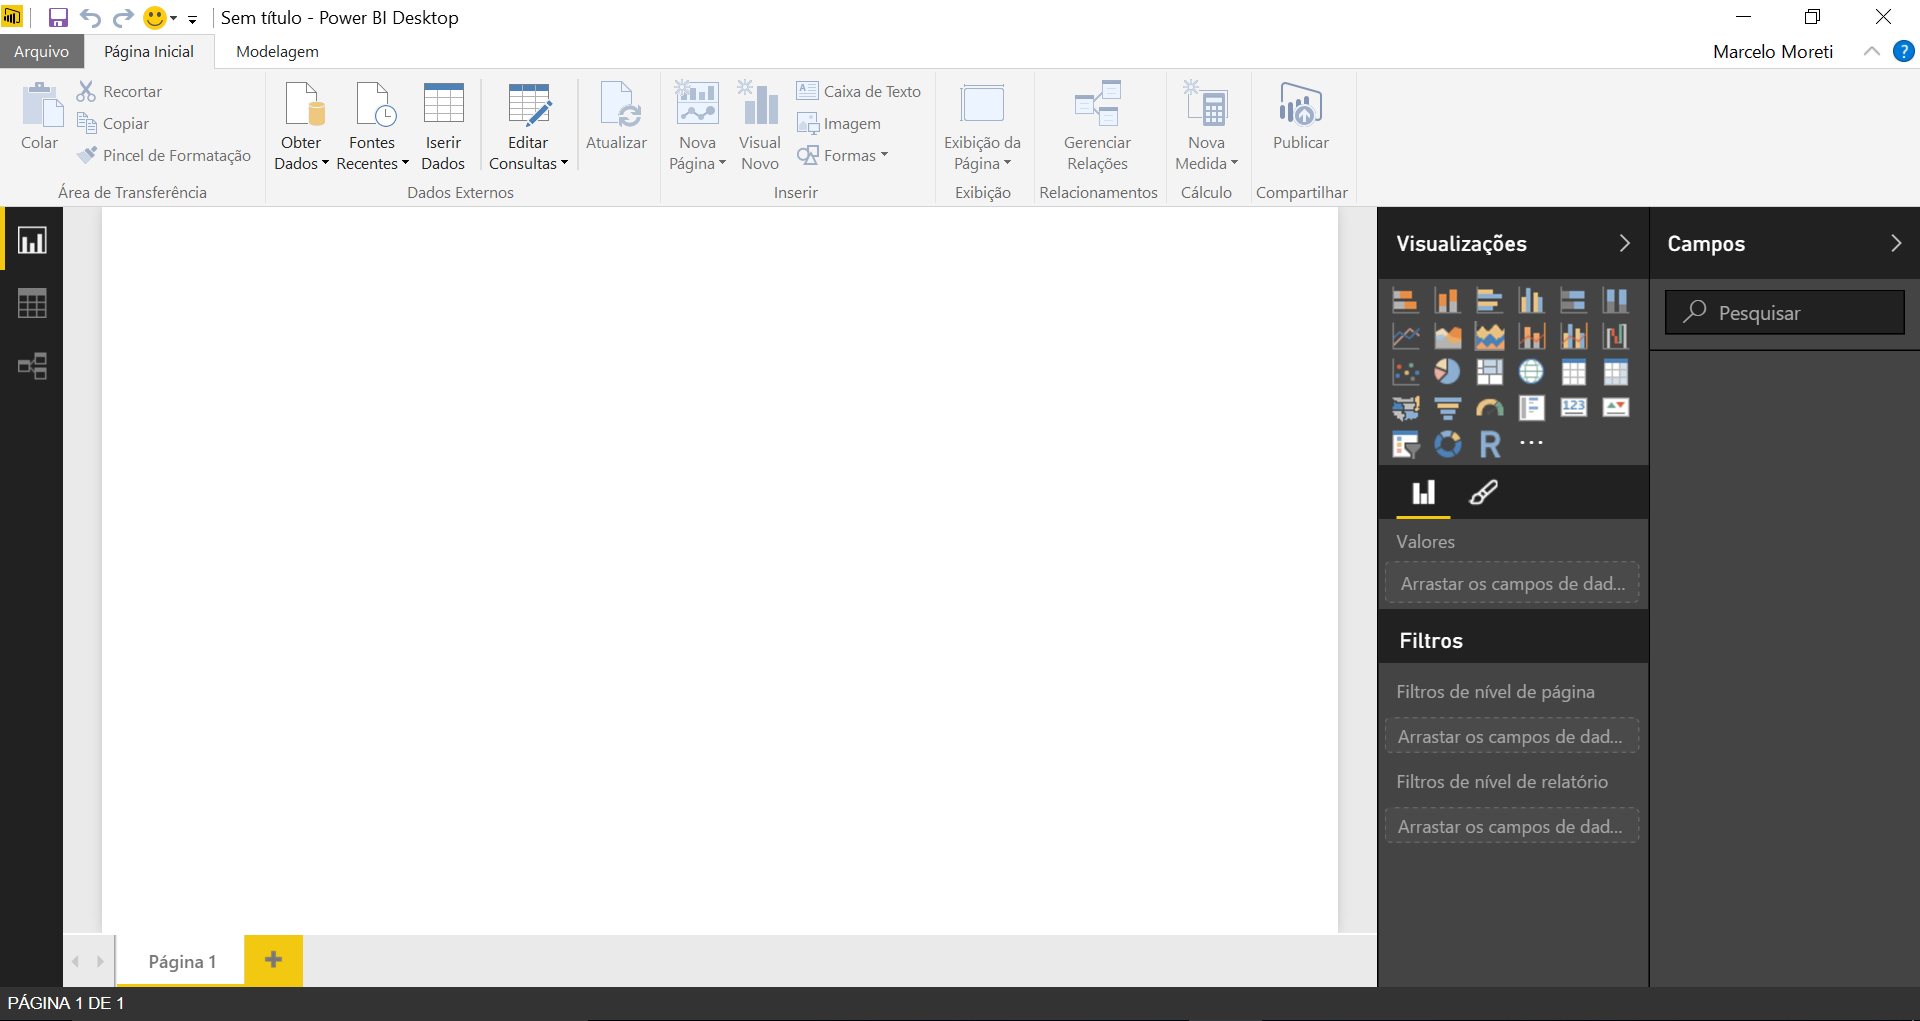 Sem título - Power BI Desktop
Arquivo
Página Inicial
Modelagem
Marcelo Moreti
?
Colar
Recortar
Copiar
Pincel de Formatação
Área de Transferência
Obter
Dados
Fontes
Recentes
Iserir
Dados
Editar
Consultas
Atualizar
Dados Externos
Nova
Página
Visual
Novo
Caixa de Texto
Imagem
Formas
Inserir
Exibição da
Página
Exibição
Gerenciar
Relações
Relacionamentos
Nova
Medida
Cálculo
Publicar
Compartilhar
Visualizações
123
R
Valores
Arrastar os campos de dad...
Filtros
Filtros de nível de página
Arrastar os campos de dad...
Filtros de nível de relatório
Arrastar os campos de dad...
Campos
Pesquisar
Página 1
PÁGINA 1 DE 1